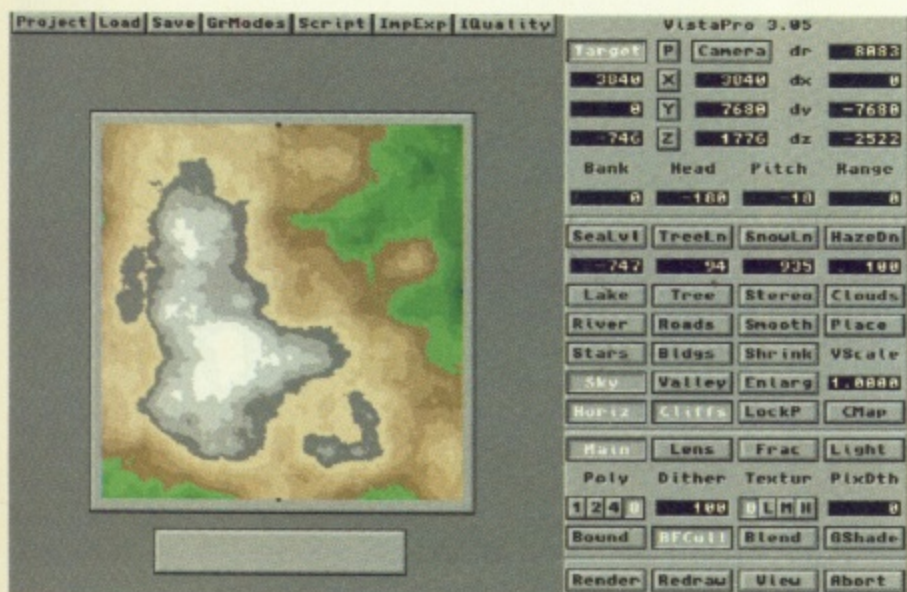 Project Load Save GrModes Script ImpExp IQuality
VistaPro 3.05
Target P Camera dr 8083
3840 X 3840 dx 0
0 Y 7680 dy -7680
-746 Z 1776 dz -2522
Bank Head Pitch Range
0 -180 -18 0
SeaLvl TreeLn SnowLn HazeDn
-747 94 935 100
Lake Tree Stereo Clouds
River Roads Smooth Place
Stars Bldgs Shrink VScale
Sky Valley Enlarg 1.0000
Horiz Cliffs LockP CMap
Main Lens Frac Light
Poly Dither Textur PixDth
1 2 4 8 100 O L M H 0
Bound BFCull Blend GShade
Render Redraw View Abort